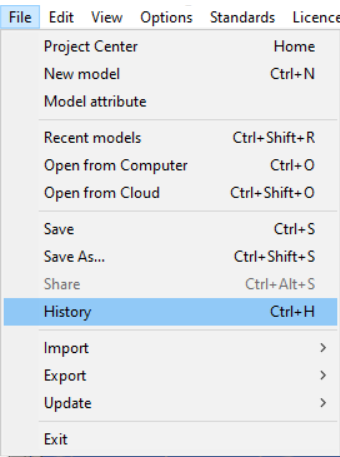 File Edit View Options Standards Licence
Project Center Home
New model Ctrl+N
Model attribute
Recent models Ctrl+Shift+R
Open from Computer Ctrl+O
Open from Cloud Ctrl+Shift+O
Save Ctrl+S
Save As... Ctrl+Shift+S
Share Ctrl+Alt+S
History Ctrl+H
Import >
Export >
Update >
Exit